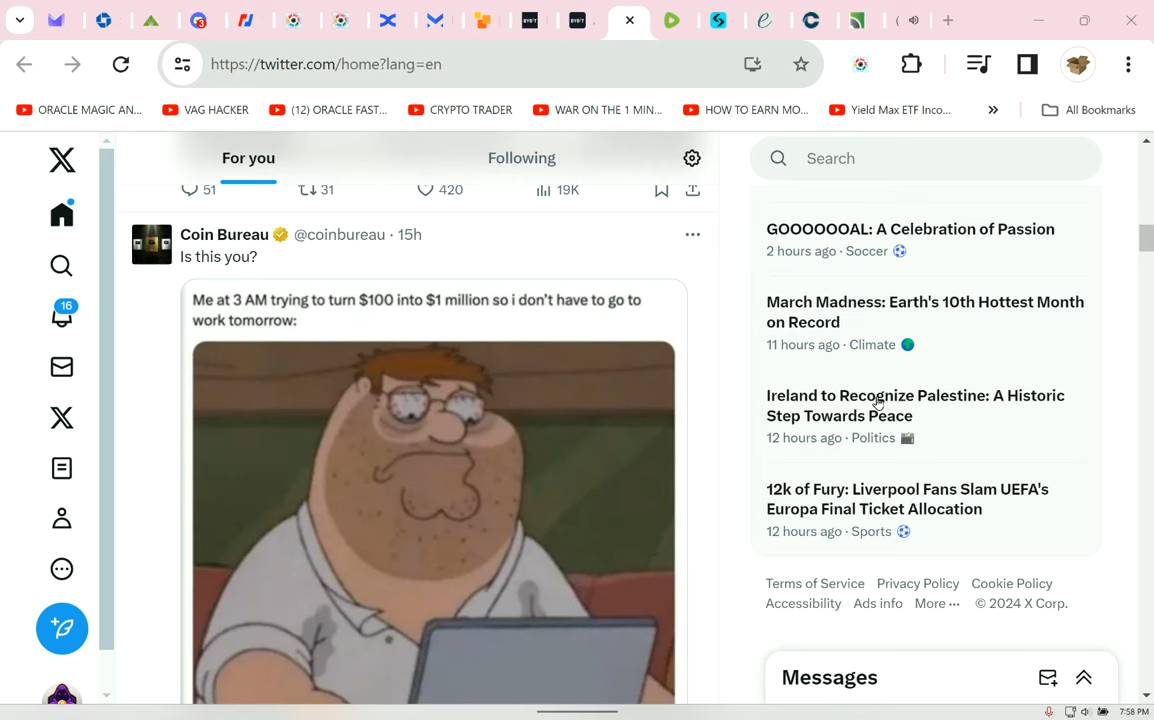 https://twitter.com/home?lang=en
ORACLE MAGIC AN...
VAG HACKER
(12) ORACLE FAST...
CRYPTO TRADER
WAR ON THE 1 MIN...
HOW TO EARN MO...
Yield Max ETF Inco...
All Bookmarks
For you
Following
51
31
420
19K
Coin Bureau @coinbureau · 15h
Is this you?
Me at 3 AM trying to turn $100 into $1 million so i don't have to go to
work tomorrow:
16
Search
GOOOOOOAL: A Celebration of Passion
2 hours ago · Soccer ⚽
March Madness: Earth's 10th Hottest Month
on Record
11 hours ago · Climate 🌎
Ireland to Recognize Palestine: A Historic
Step Towards Peace
12 hours ago · Politics 🗃
12k of Fury: Liverpool Fans Slam UEFA's
Europa Final Ticket Allocation
12 hours ago · Sports ⚽
Terms of Service Privacy Policy Cookie Policy
Accessibility Ads info More ··· © 2024 X Corp.
Messages
7:58 PM